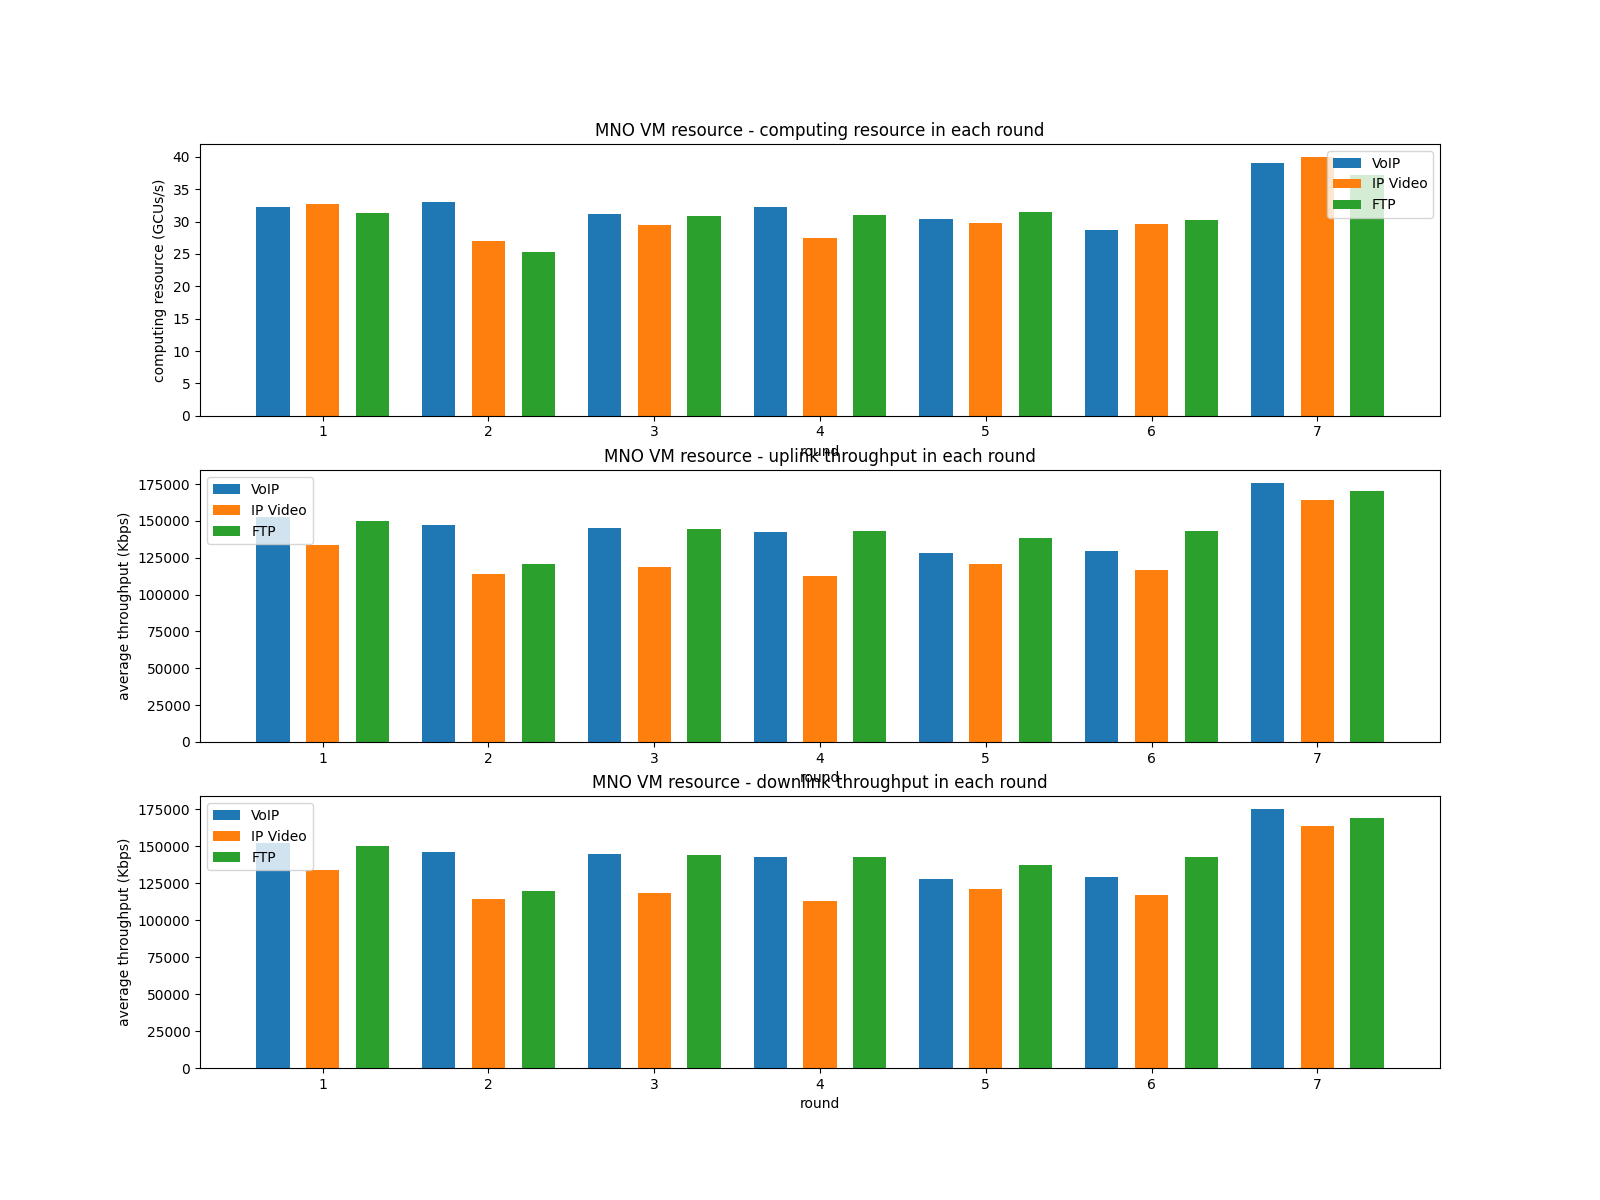 MNO VM resource - computing resource in each round
computing resource (GCUs/s)
40
35
30
25
20
15
10
5
0
VoIP
IP Video
FTP
1 2 3 4 5 6 7
round
MNO VM resource - uplink throughput in each round
average throughput (Kbps)
175000
150000
125000
100000
75000
50000
25000
0
VoIP
IP Video
FTP
1 2 3 4 5 6 7
round
MNO VM resource - downlink throughput in each round
average throughput (Kbps)
175000
150000
125000
100000
75000
50000
25000
0
VoIP
IP Video
FTP
1 2 3 4 5 6 7
round